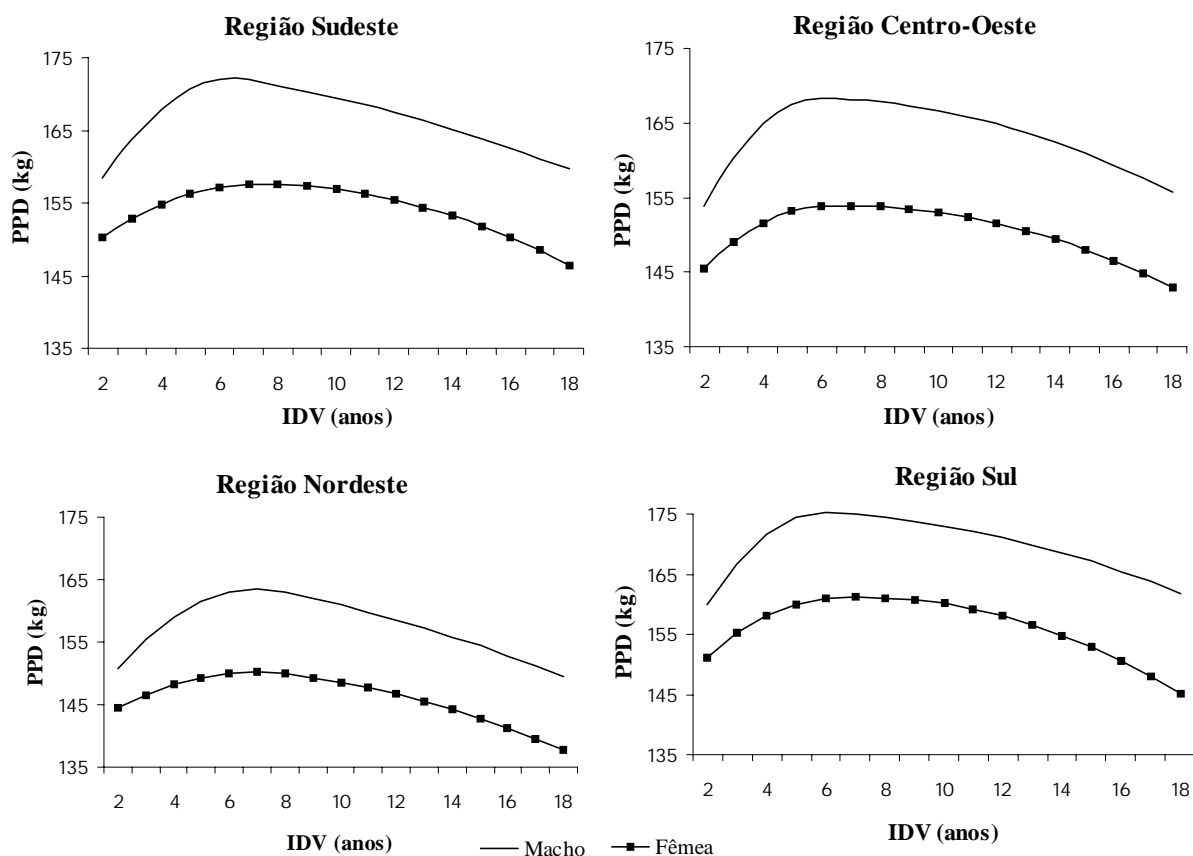 Região Sudeste
175
165
155
145
135
PPD (kg)
2 4 6 8 10 12 14 16 18
IDV (anos)
Região Centro-Oeste
175
165
155
145
135
PPD (kg)
2 4 6 8 10 12 14 16 18
IDV (anos)
Região Nordeste
175
165
155
145
135
PPD (kg)
2 4 6 8 10 12 14 16 18
IDV (anos)
Região Sul
175
165
155
145
135
PPD (kg)
2 4 6 8 10 12 14 16 18
IDV (anos)
Macho Fêmea